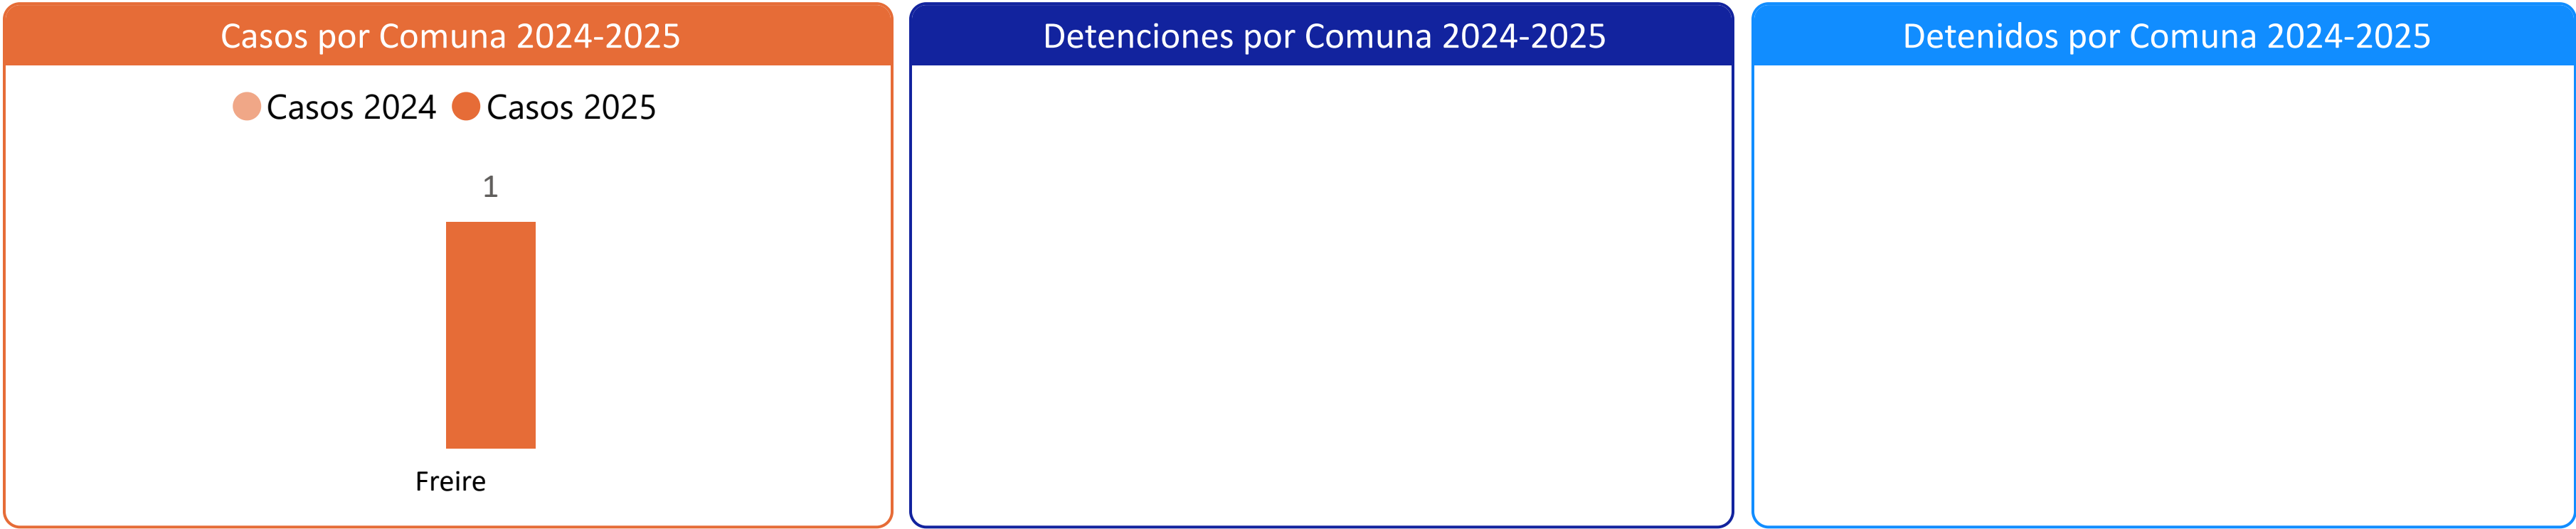 Casos por Comuna 2024-2025
Casos 2024 Casos 2025
1
Freire
Detenciones por Comuna 2024-2025
Detenidos por Comuna 2024-2025